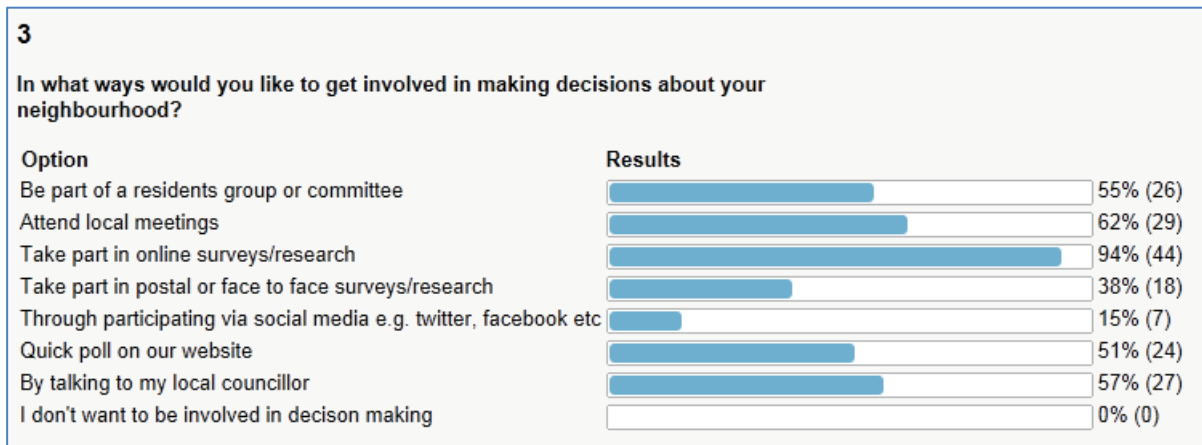 3
In what ways would you like to get involved in making decisions about your
neighbourhood?
Option Results
Be part of a residents group or committee 55% (26)
Attend local meetings 62% (29)
Take part in online surveys/research 94% (44)
Take part in postal or face to face surveys/research 38% (18)
Through participating via social media e.g. twitter, facebook etc 15% (7)
Quick poll on our website 51% (24)
By talking to my local councillor 57% (27)
I don't want to be involved in decison making 0% (0)